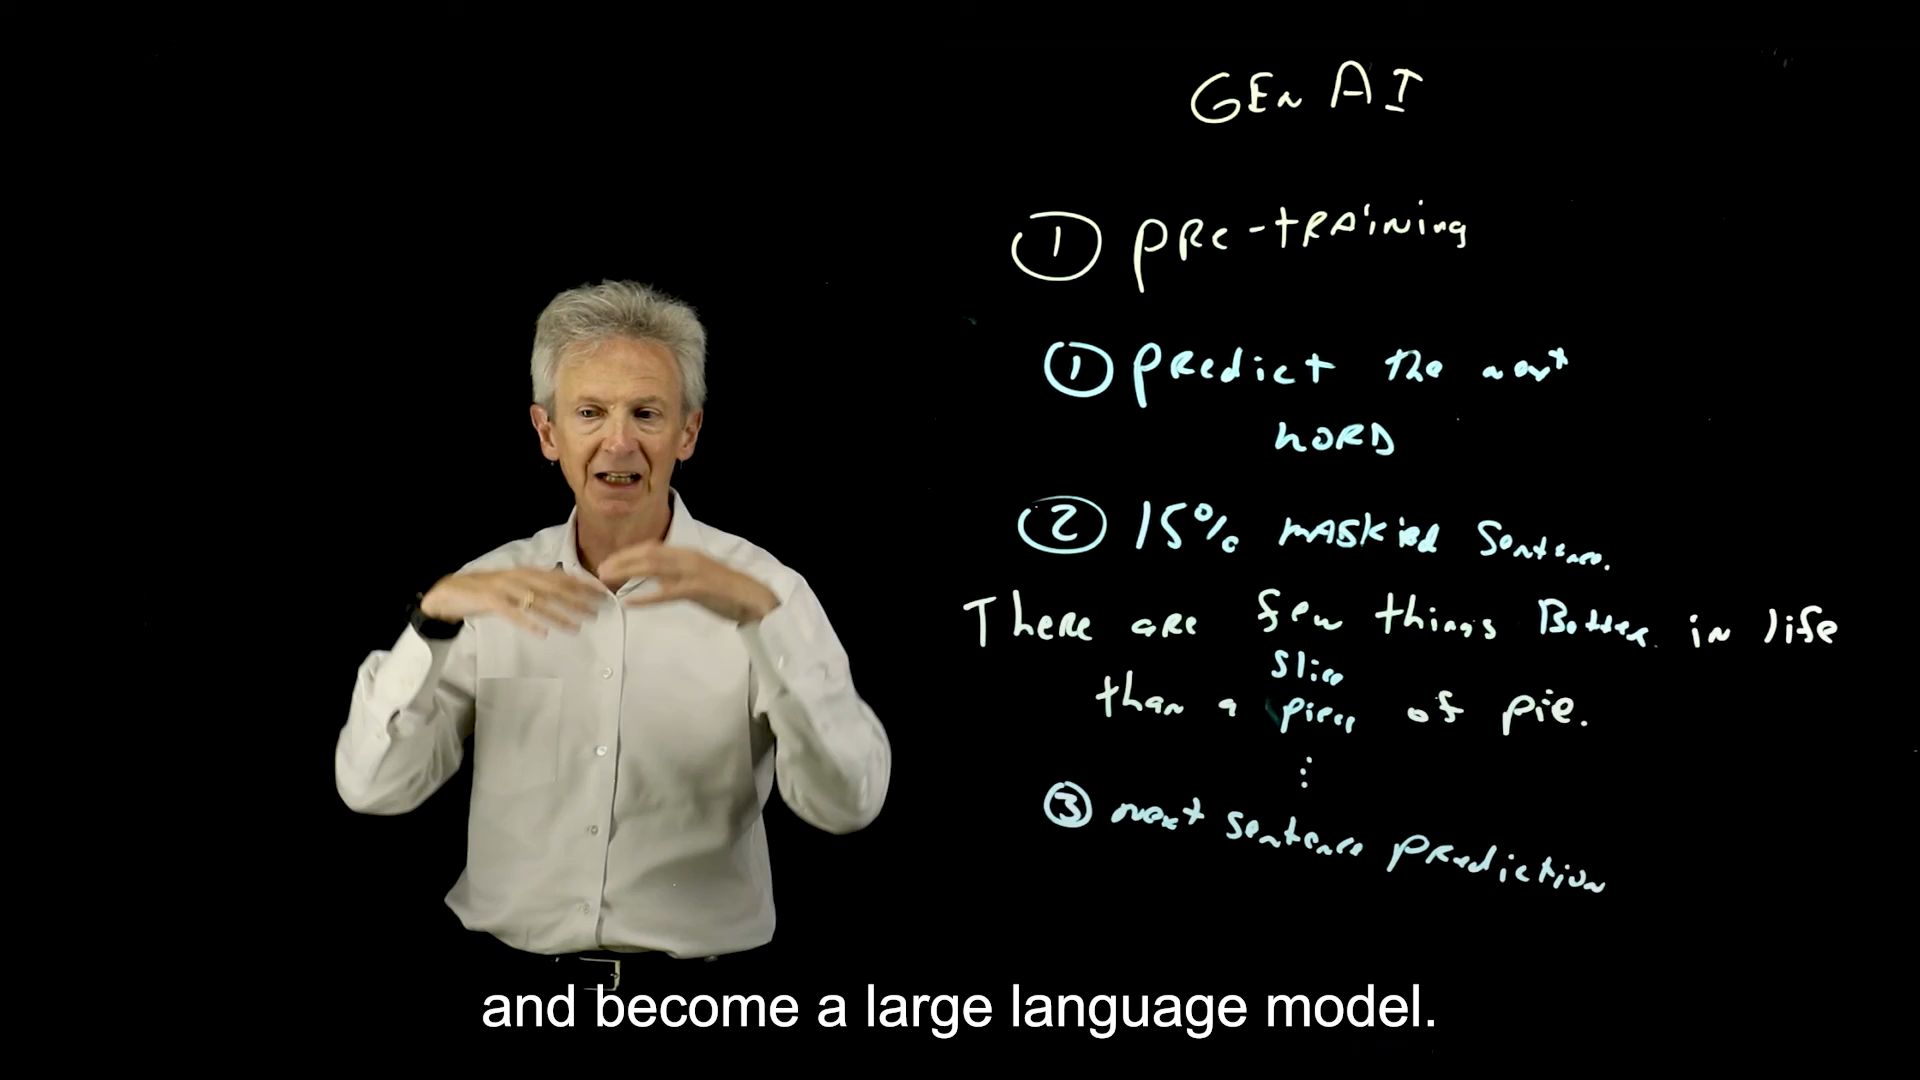 GEn AI
① PRe-tRAining
① PRedict the next
WORD
② 15% mASKied Sentence.
There are few things Better in life
slice
than a piece of pie.
⋮
③ next sentence PRediction
and become a large language model.